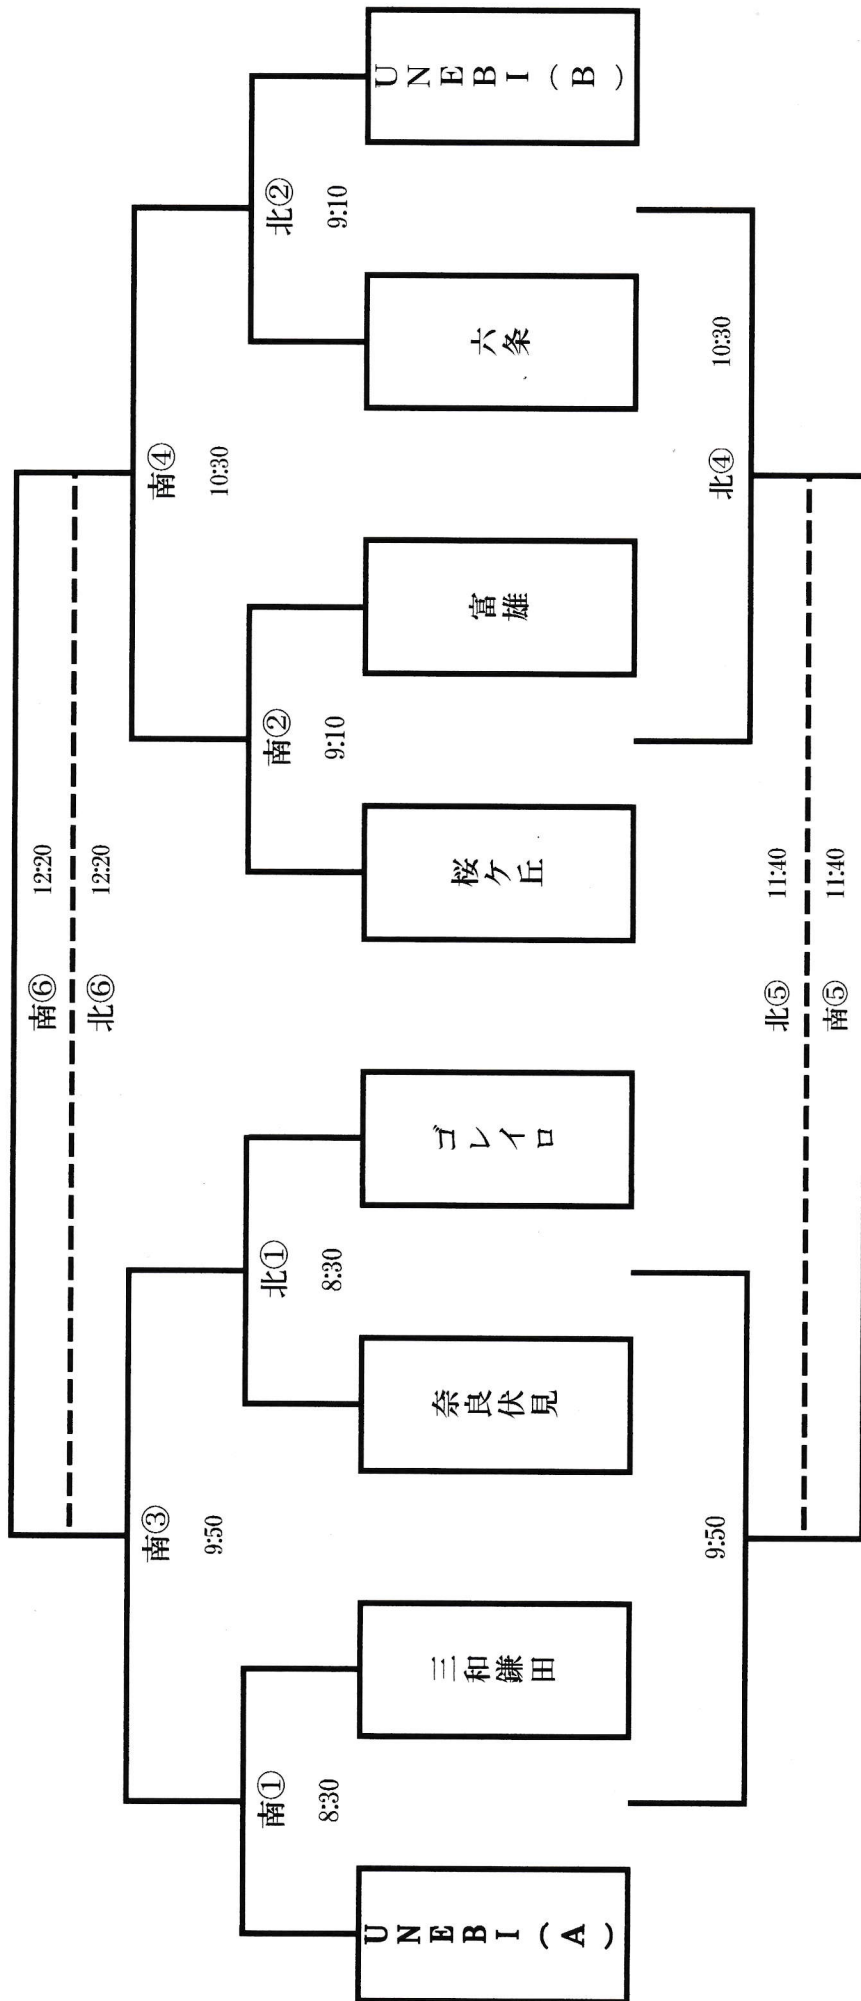 南⑥ 12:20
北⑥ 12:20
南③
9:50
南④
10:30
南①
8:30
北①
8:30
南②
9:10
北②
9:10
UNEBI(A)
三和鎌田
奈良伏見
ゴレイロ
桜ケ丘
富雄
六条
UNEBI(B)
9:50
北④ 10:30
北⑤ 11:40
南⑤ 11:40